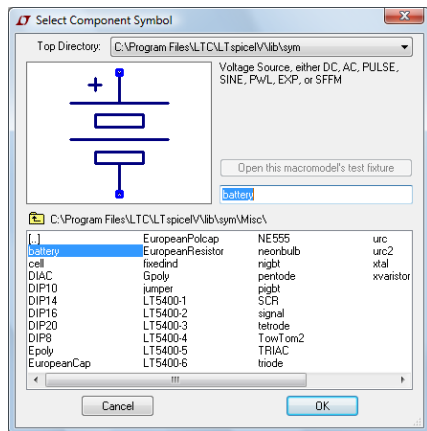 Select Component Symbol
Top Directory: C:\Program Files\LTC\LTspiceIV\lib\sym
Voltage Source, either DC, AC, PULSE,
SINE, PWL, EXP, or SFFM
Open this macromodel's test fixture
battery
C:\Program Files\LTC\LTspiceIV\lib\sym\Misc\
[..] EuropeanPolcap NE555 urc
battery EuropeanResistor neonbulb urc2
cell fixedind nigbt xtal
DIAC Gpoly pentode xvaristor
DIP10 jumper pigbt
DIP14 LT5400-1 SCR
DIP16 LT5400-2 signal
DIP20 LT5400-3 tetrode
DIP8 LT5400-4 TowTom2
Epoly LT5400-5 TRIAC
EuropeanCap LT5400-6 triode
Cancel OK